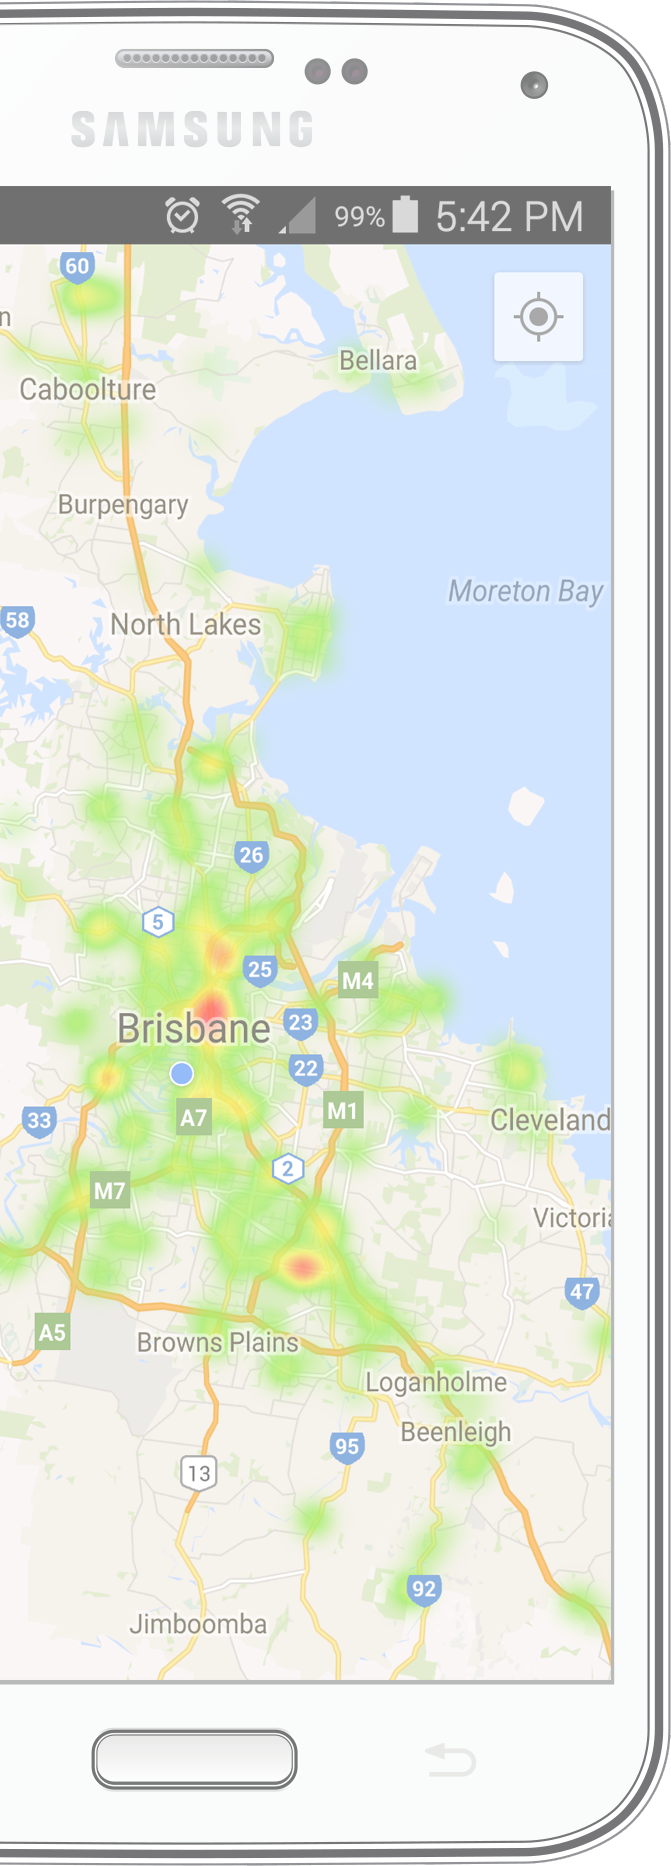 SAMSUNG
99% 5:42 PM
60
n
Bellara
Caboolture
Burpengary
Moreton Bay
58
North Lakes
26
5
25
M4
Brisbane
23
22
A7
M1
33
Cleveland
2
M7
Victoria
47
A5
Browns Plains
Loganholme
Beenleigh
95
13
92
Jimboomba